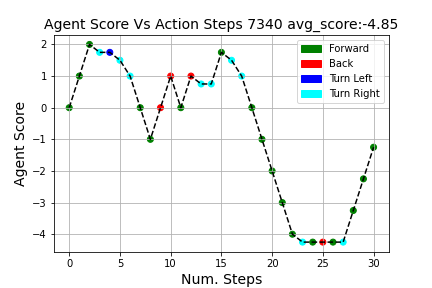 Agent Score Vs Action Steps 7340 avg_score:-4.85
Forward
Back
Turn Left
Turn Right
Agent Score
2
1
0
−1
−2
−3
−4
0 5 10 15 20 25 30
Num. Steps